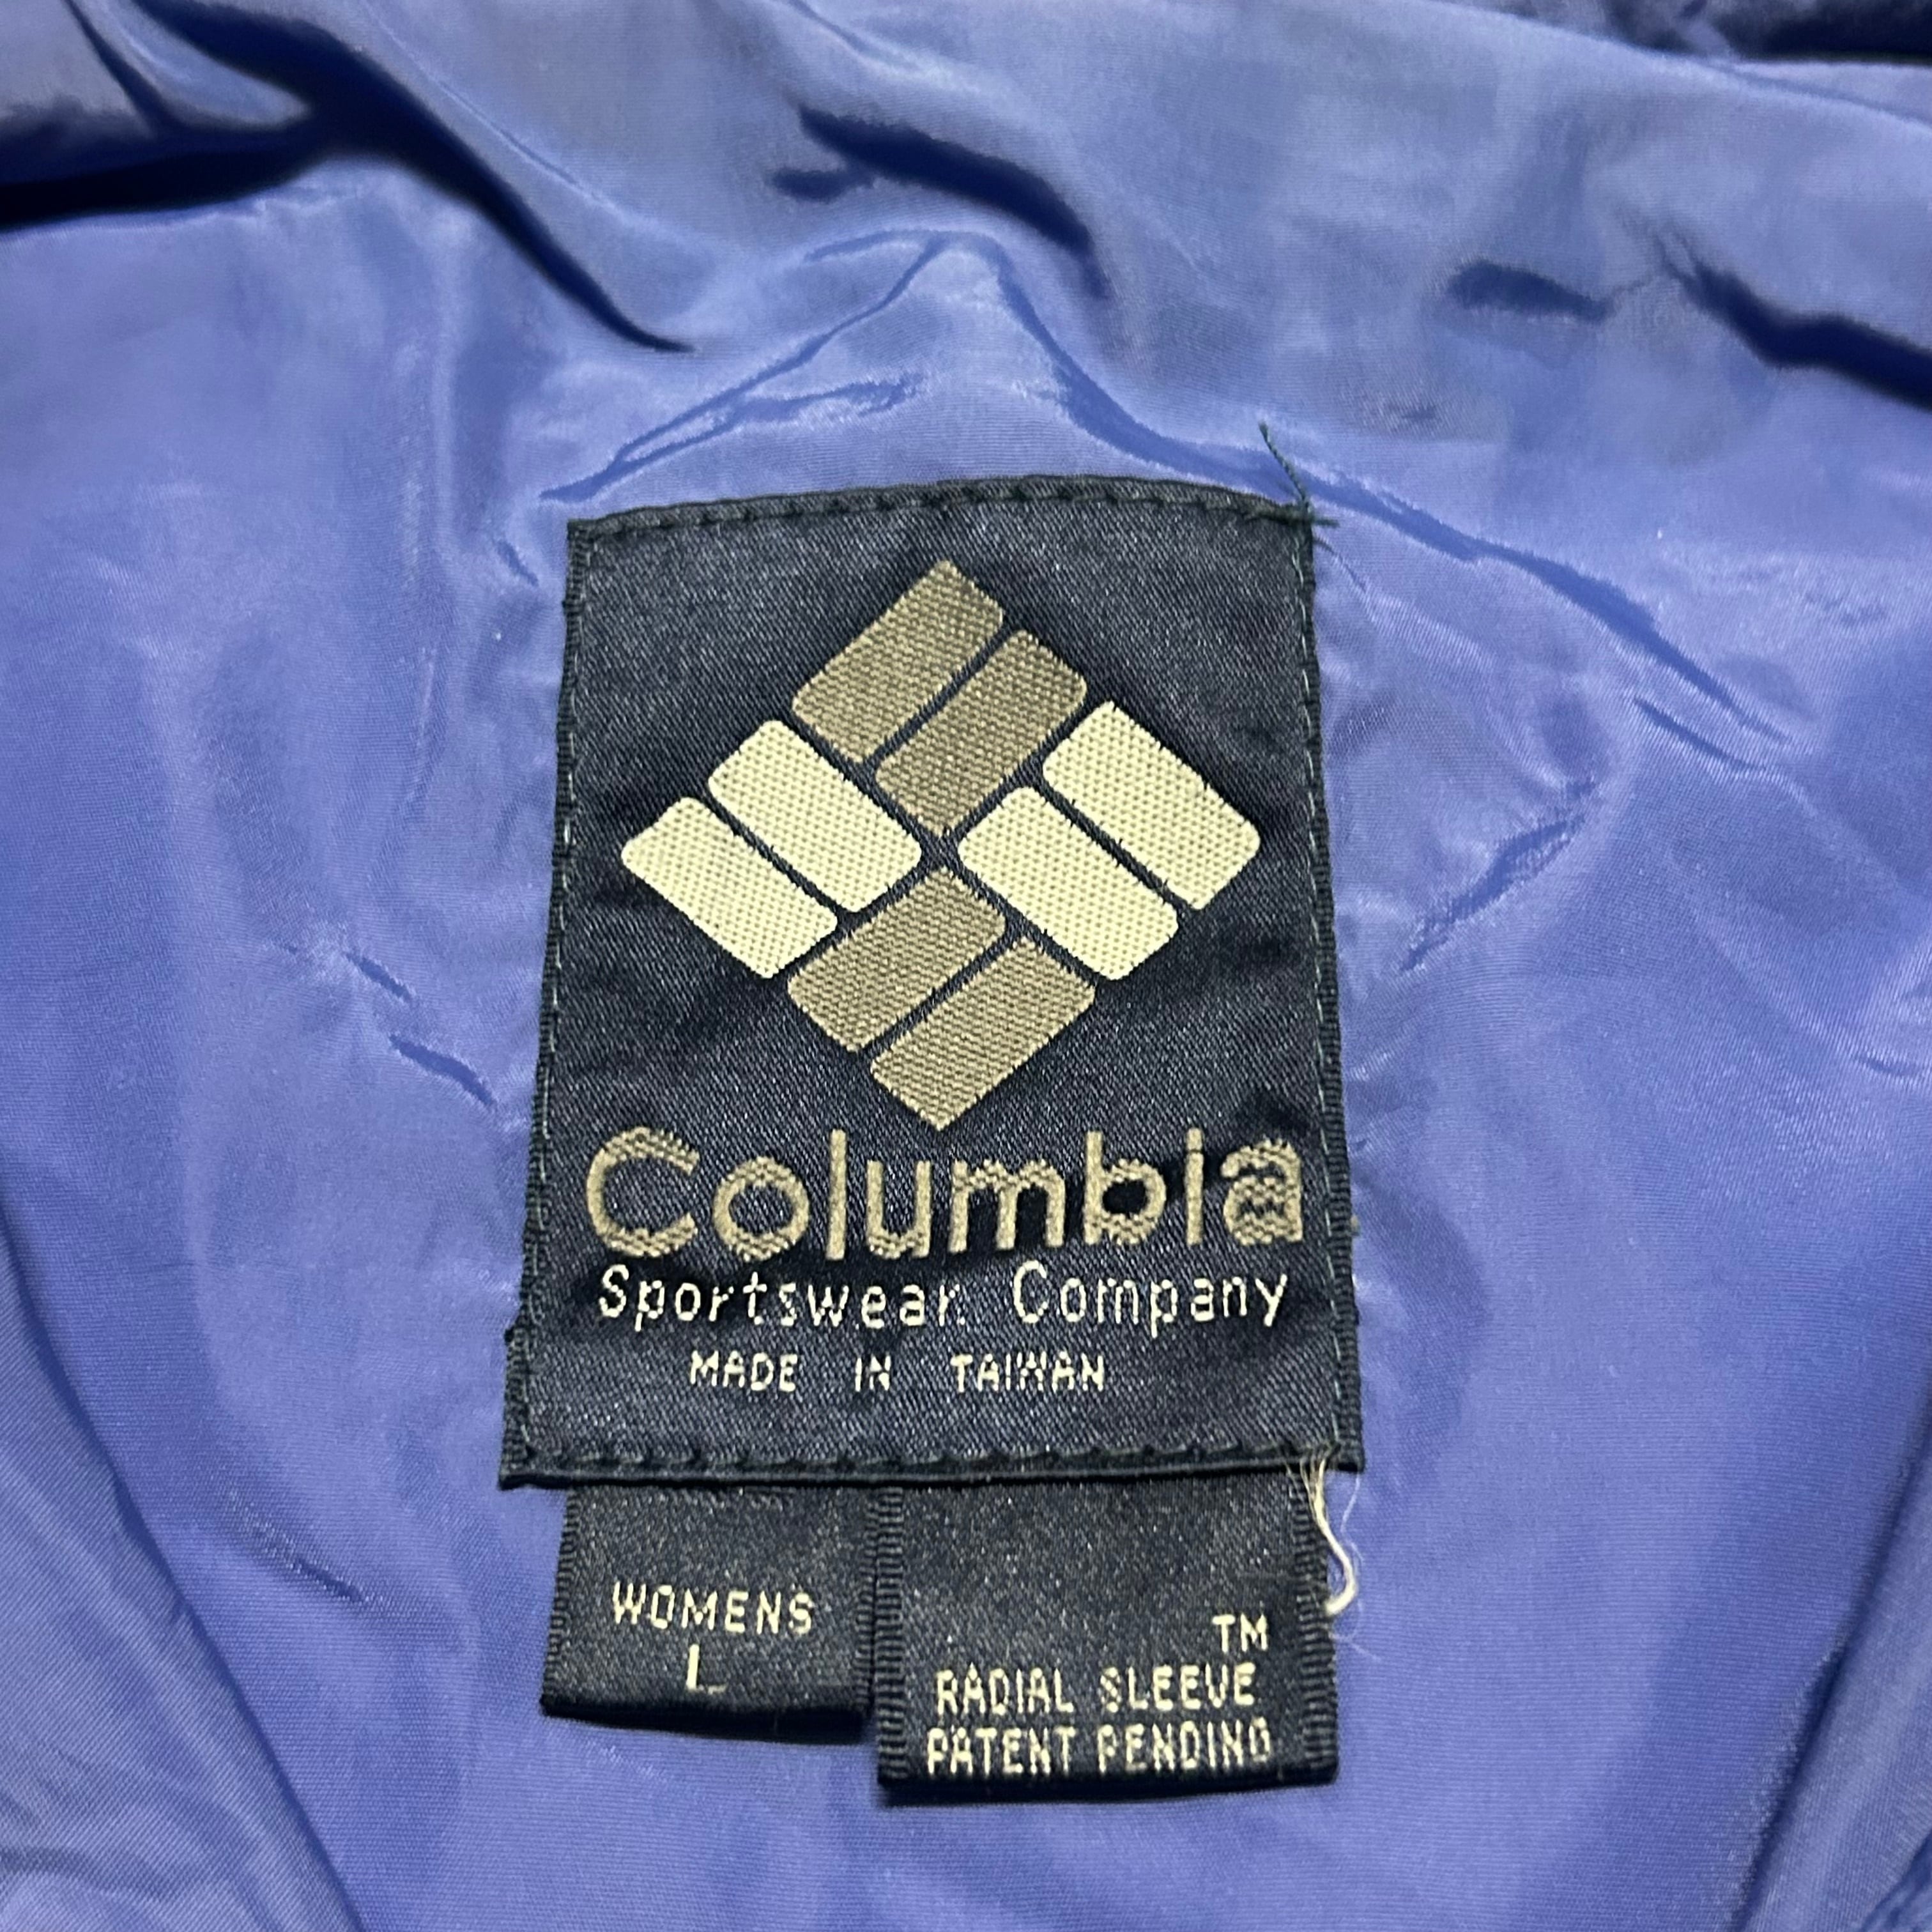 Columbia
Sportswear Company
MADE IN TAIWAN
WOMENS
L
TM
RADIAL SLEEVE
PATENT PENDING